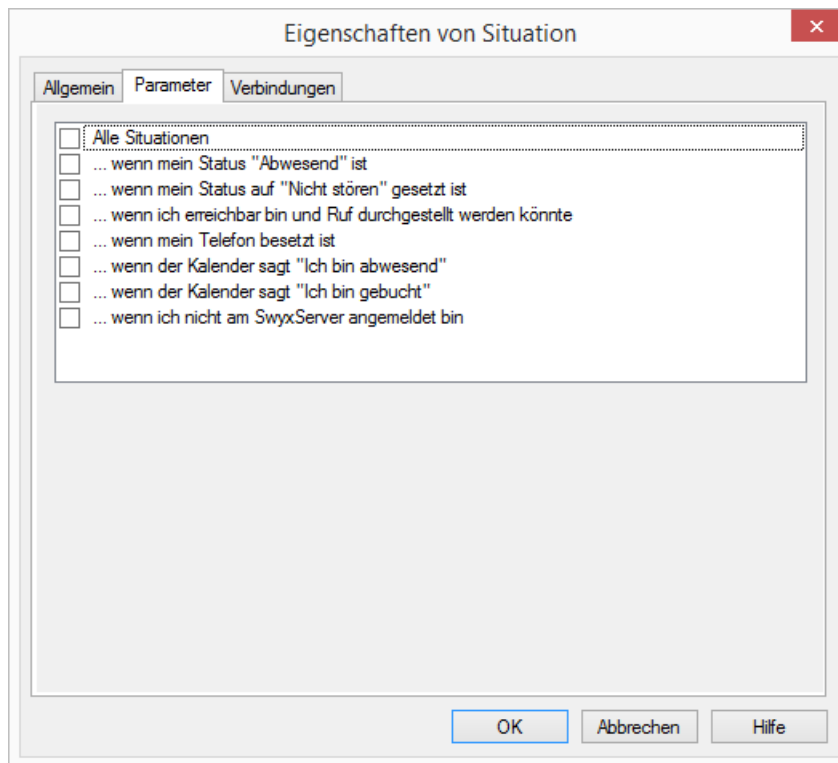 Eigenschaften von Situation
Allgemein Parameter Verbindungen
Alle Situationen
... wenn mein Status "Abwesend" ist
... wenn mein Status auf "Nicht stören" gesetzt ist
... wenn ich erreichbar bin und Ruf durchgestellt werden könnte
... wenn mein Telefon besetzt ist
... wenn der Kalender sagt "Ich bin abwesend"
... wenn der Kalender sagt "Ich bin gebucht"
... wenn ich nicht am SwyxServer angemeldet bin
OK Abbrechen Hilfe